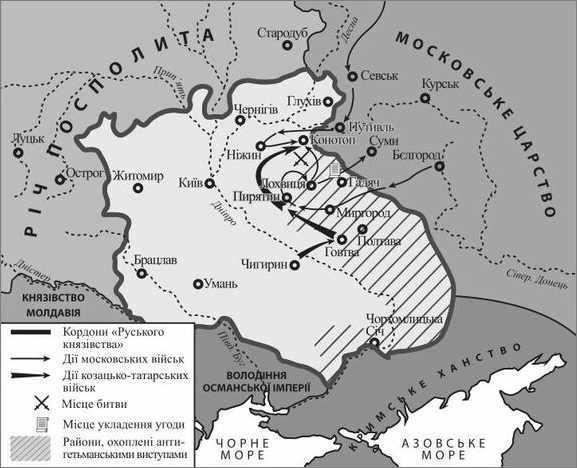 Стародуб
Десна
МОСКОВСЬКЕ ЦАРСТВО
РІЧ ПОСПОЛИТА
Прип'ять
Севськ
Курськ
Глухів
Чернігів
Путивль
Суми
Конотоп
Ніжин
Бєлгород
Луцьк
Острог
Житомир
Київ
Лохвиця
Гадяч
Пирятин
Миргород
Дніпро
Полтава
Говтва
Чигирин
Брацлав
Умань
Дністер
Сівер. Донець
КНЯЗІВСТВО
МОЛДАВІЯ
Чортомлицька
Січ
Півд. Буг
ВОЛОДІННЯ
ОСМАНСЬКОЇ ІМПЕРІЇ
КРИМСЬКЕ ХАНСТВО
ЧОРНЕ
МОРЕ
АЗОВСЬКЕ
МОРЕ
Кордони «Руського
князівства»
Дії московських військ
Дії козацько-татарських
військ
Місце битви
Місце укладення угоди
Райони, охоплені анти-
гетьманськими виступами